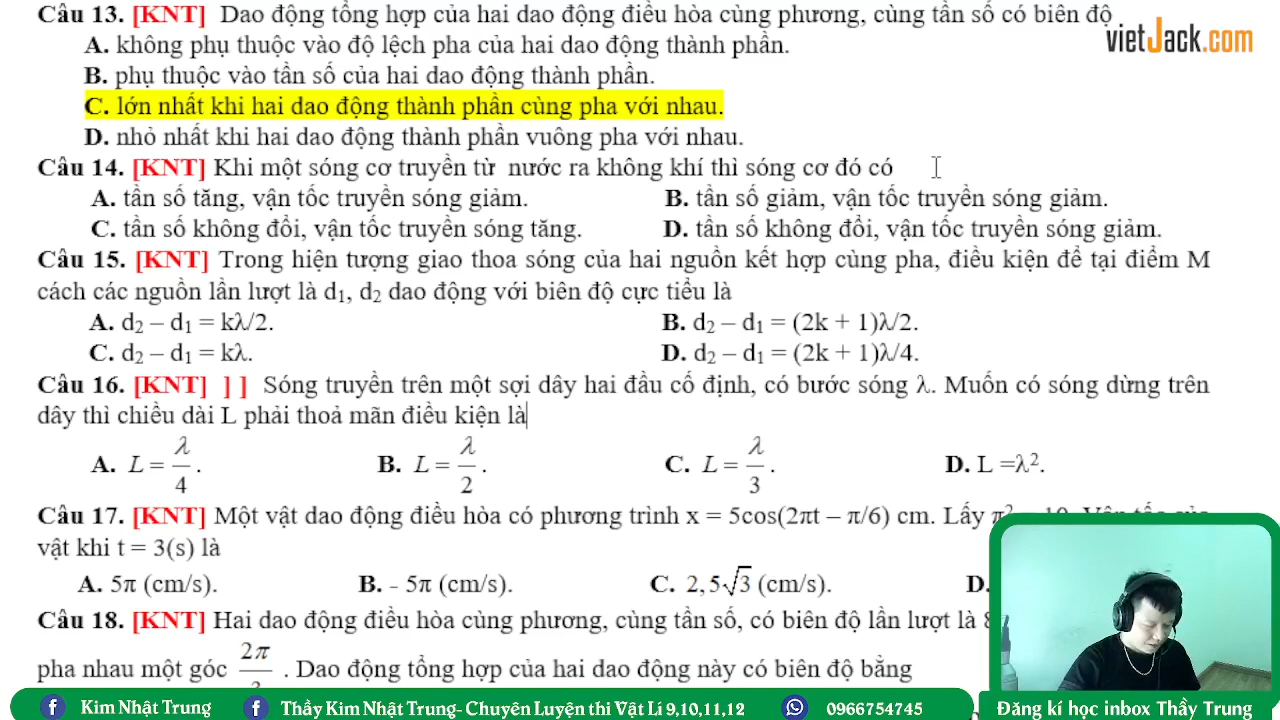 Câu 13. [KNT] Dao động tổng hợp của hai dao động điều hòa cùng phương, cùng tần số có biên độ
vietJack.com
A. không phụ thuộc vào độ lệch pha của hai dao động thành phần.
B. phụ thuộc vào tần số của hai dao động thành phần.
C. lớn nhất khi hai dao động thành phần cùng pha với nhau.
D. nhỏ nhất khi hai dao động thành phần vuông pha với nhau.
Câu 14. [KNT] Khi một sóng cơ truyền từ nước ra không khí thì sóng cơ đó có
A. tần số tăng, vận tốc truyền sóng giảm. B. tần số giảm, vận tốc truyền sóng giảm.
C. tần số không đổi, vận tốc truyền sóng tăng. D. tần số không đổi, vận tốc truyền sóng giảm.
Câu 15. [KNT] Trong hiện tượng giao thoa sóng của hai nguồn kết hợp cùng pha, điều kiện để tại điểm M
cách các nguồn lần lượt là d₁, d₂ dao động với biên độ cực tiểu là
A. d₂ – d₁ = kλ/2. B. d₂ – d₁ = (2k + 1)λ/2.
C. d₂ – d₁ = kλ. D. d₂ – d₁ = (2k + 1)λ/4.
Câu 16. [KNT] ] ] Sóng truyền trên một sợi dây hai đầu cố định, có bước sóng λ. Muốn có sóng dừng trên
dây thì chiều dài L phải thoả mãn điều kiện là
A. L = λ/4. B. L = λ/2. C. L = λ/3. D. L =λ².
Câu 17. [KNT] Một vật dao động điều hòa có phương trình x = 5cos(2πt – π/6) cm. Lấy
vật khi t = 3(s) là
A. 5π (cm/s). B. - 5π (cm/s). C. 2,5√3 (cm/s). D.
Câu 18. [KNT] Hai dao động điều hòa cùng phương, cùng tần số, có biên độ lần lượt là
pha nhau một góc 2π/3 . Dao động tổng hợp của hai dao động này có biên độ bằng
Kim Nhật Trung Thầy Kim Nhật Trung- Chuyên Luyện thi Vật Lí 9,10,11,12 0966754745 Đăng kí học inbox Thầy Trung